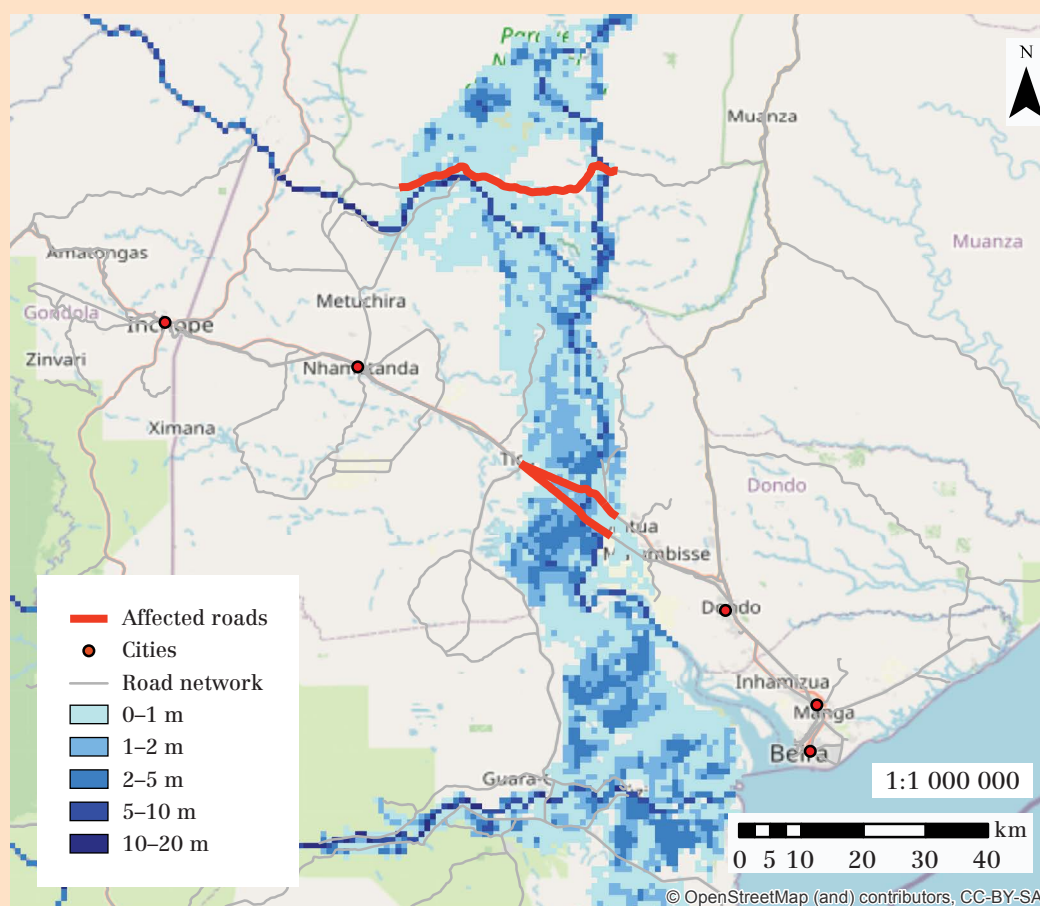 N
Muanza
Muanza
Amatongas
Gondola
Metuchira
Zinvari
Nhamatanda
Ximana
Dondo
Dondo
Inhamizua
Manga
Beira
Affected roads
Cities
Road network
0–1 m
1–2 m
2–5 m
5–10 m
10–20 m
1:1 000 000
km
0 5 10 20 30 40
© OpenStreetMap (and) contributors, CC-BY-SA